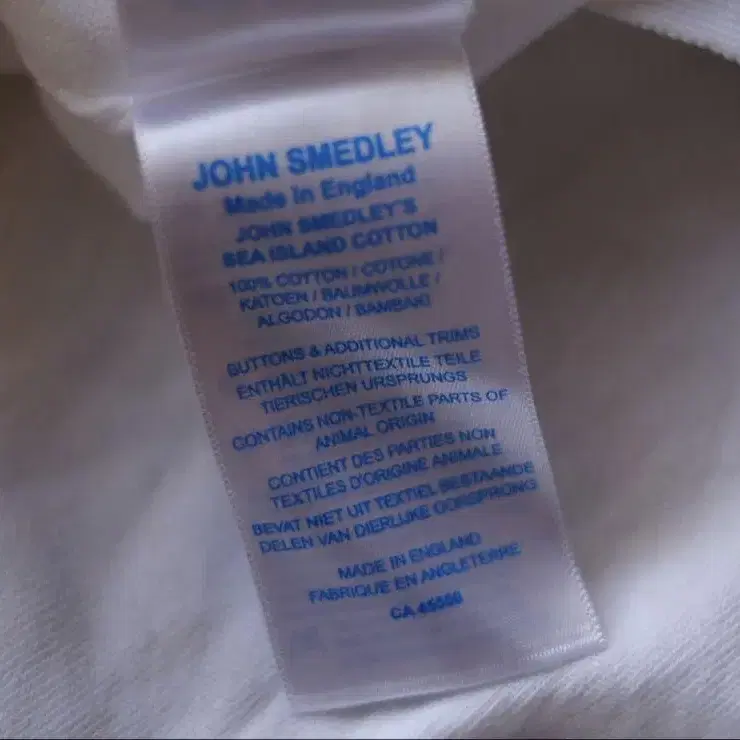 JOHN SMEDLEY
Made in England
JOHN SMEDLEY'S
SEA ISLAND COTTON
100% COTTON / COTONE /
KATOEN / BAUMWOLLE /
ALGODON / BAMBAKI
BUTTONS & ADDITIONAL TRIMS
ENTHÄLT NICHTTEXTILE TEILE
TIERISCHEN URSPRUNGS
CONTAINS NON-TEXTILE PARTS OF
ANIMAL ORIGIN
CONTIENT DES PARTIES NON
TEXTILES D'ORIGINE ANIMALE
BEVAT NIET UIT TEXTIEL BESTAANDE
DELEN VAN DIERLIJKE OORSPRONG
MADE IN ENGLAND
FABRIQUE EN ANGLETERRE
CA